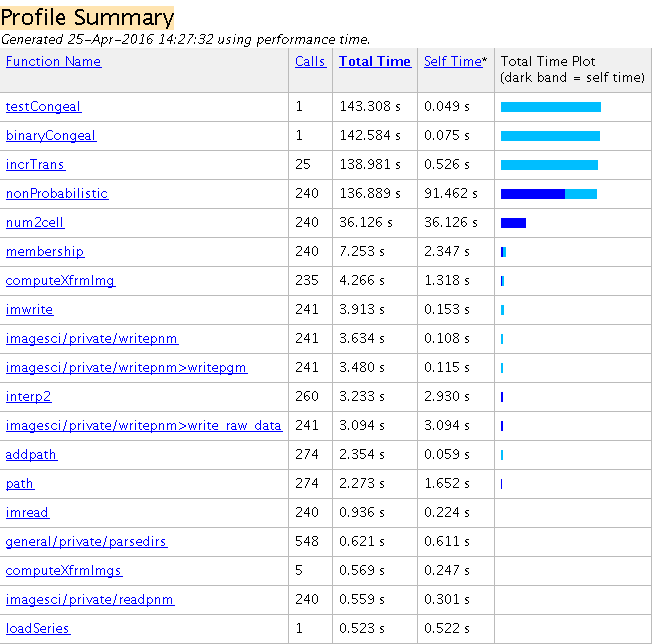 Profile Summary
Generated 25-Apr-2016 14:27:32 using performance time.
Function Name Calls Total Time Self Time* Total Time Plot
(dark band = self time)
testCongeal 1 143.308 s 0.049 s
binaryCongeal 1 142.584 s 0.075 s
incrTrans 25 138.981 s 0.526 s
nonProbabilistic 240 136.889 s 91.462 s
num2cell 240 36.126 s 36.126 s
membership 240 7.253 s 2.347 s
computeXfrmImg 235 4.266 s 1.318 s
imwrite 241 3.913 s 0.153 s
imagesci/private/writepnm 241 3.634 s 0.108 s
imagesci/private/writepnm>writepgm 241 3.480 s 0.115 s
interp2 260 3.233 s 2.930 s
imagesci/private/writepnm>write_raw_data 241 3.094 s 3.094 s
addpath 274 2.354 s 0.059 s
path 274 2.273 s 1.652 s
imread 240 0.936 s 0.224 s
general/private/parsedirs 548 0.621 s 0.611 s
computeXfrmImgs 5 0.569 s 0.247 s
imagesci/private/readpnm 240 0.559 s 0.301 s
loadSeries 1 0.523 s 0.522 s